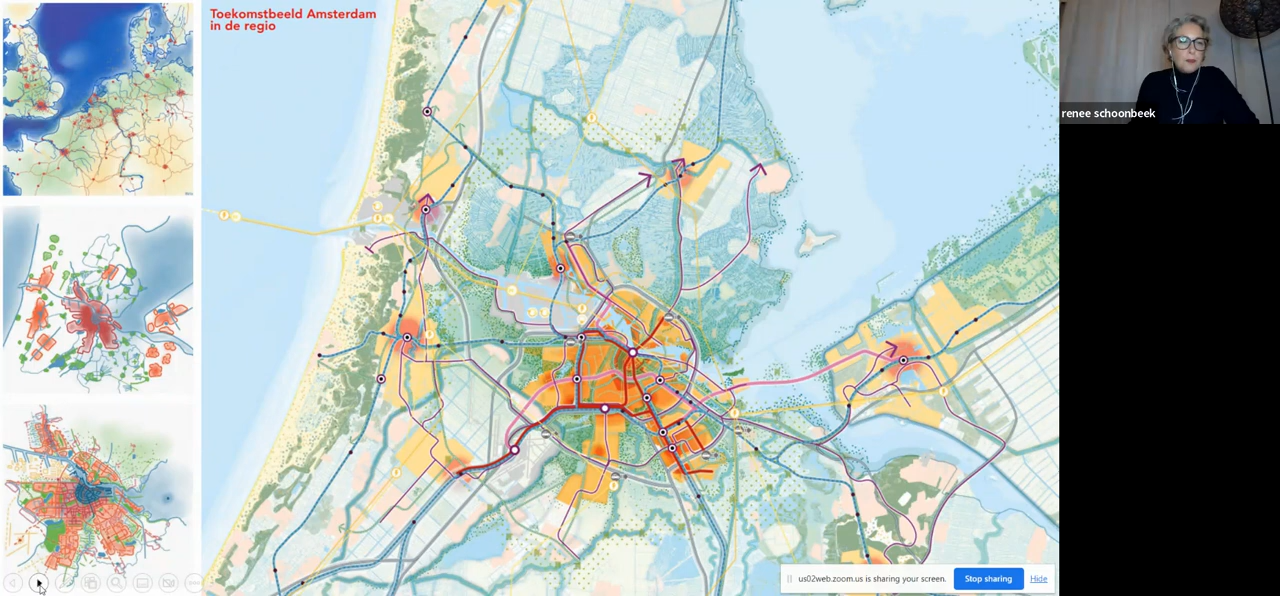 Toekomstbeeld Amsterdam
in de regio
renee schoonbeek
us02web.zoom.us is sharing your screen.
Stop sharing
Hide